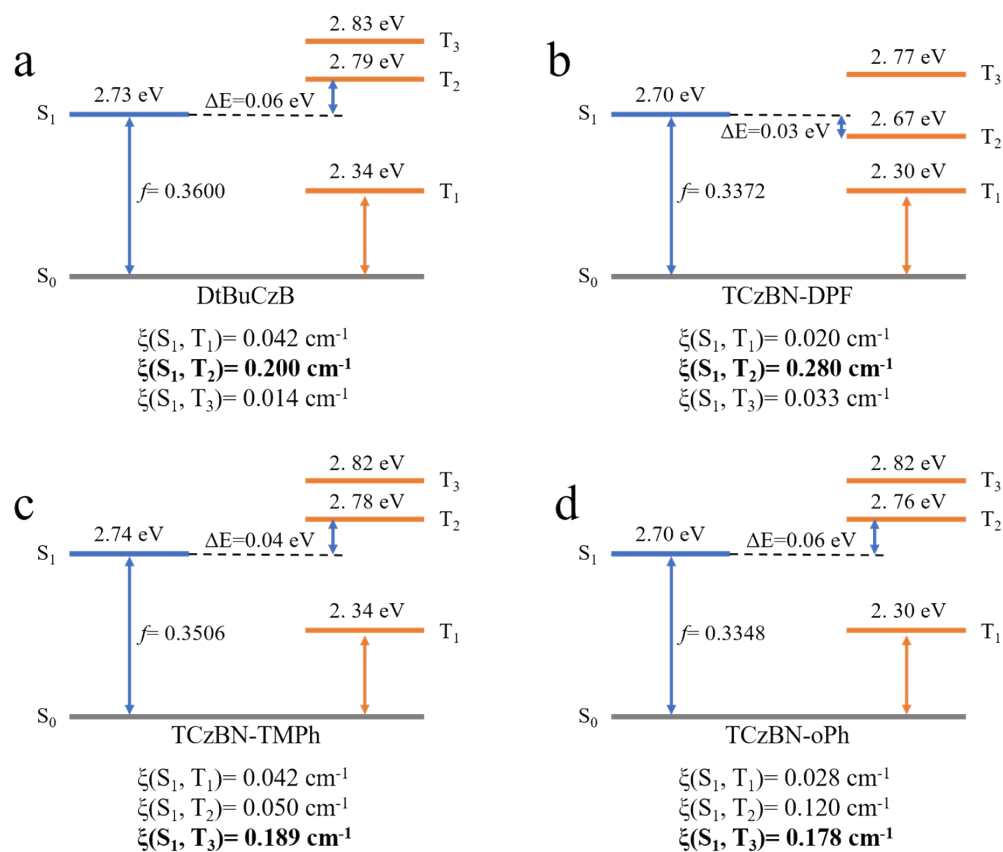 a
2. 83 eV
T₃
2. 79 eV
T₂
2.73 eV
S₁
ΔE=0.06 eV
2. 34 eV
T₁
f= 0.3600
S₀
DtBuCzB
ξ(S₁, T₁)= 0.042 cm⁻¹
ξ(S₁, T₂)= 0.200 cm⁻¹
ξ(S₁, T₃)= 0.014 cm⁻¹
b
2. 77 eV
T₃
2.70 eV
S₁
2. 67 eV
ΔE=0.03 eV
T₂
2. 30 eV
T₁
f= 0.3372
S₀
TCzBN-DPF
ξ(S₁, T₁)= 0.020 cm⁻¹
ξ(S₁, T₂)= 0.280 cm⁻¹
ξ(S₁, T₃)= 0.033 cm⁻¹
c
2. 82 eV
T₃
2. 78 eV
T₂
2.74 eV
S₁
ΔE=0.04 eV
2. 34 eV
T₁
f= 0.3506
S₀
TCzBN-TMPh
ξ(S₁, T₁)= 0.042 cm⁻¹
ξ(S₁, T₂)= 0.050 cm⁻¹
ξ(S₁, T₃)= 0.189 cm⁻¹
d
2. 82 eV
T₃
2. 76 eV
T₂
2.70 eV
S₁
ΔE=0.06 eV
2. 30 eV
T₁
f= 0.3348
S₀
TCzBN-oPh
ξ(S₁, T₁)= 0.028 cm⁻¹
ξ(S₁, T₂)= 0.120 cm⁻¹
ξ(S₁, T₃)= 0.178 cm⁻¹